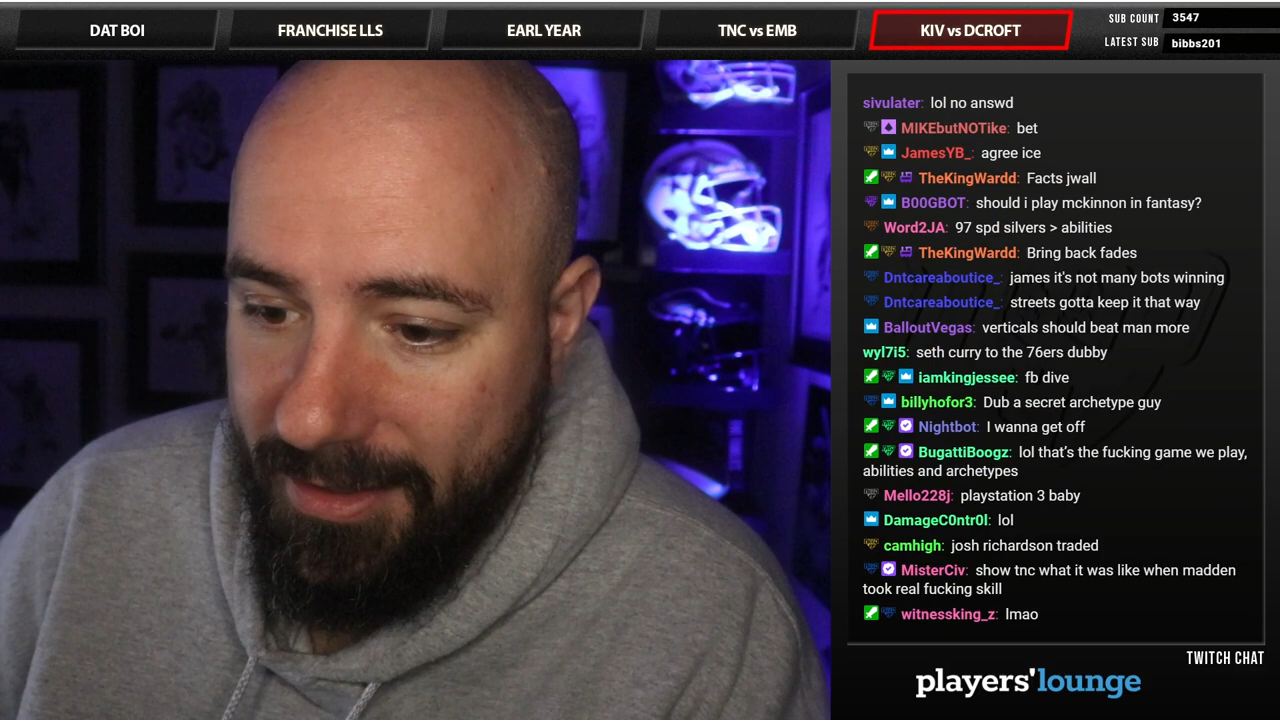 DAT BOI
FRANCHISE LLS
EARL YEAR
TNC vs EMB
KIV vs DCROFT
SUB COUNT 3547
LATEST SUB bibbs201
sivulater: lol no answd
MIKEbutNOTike: bet
JamesYB_: agree ice
TheKingWardd: Facts jwall
B00GBOT: should i play mckinnon in fantasy?
Word2JA: 97 spd silvers > abilities
TheKingWardd: Bring back fades
Dntcareaboutice_: james it's not many bots winning
Dntcareaboutice_: streets gotta keep it that way
BalloutVegas: verticals should beat man more
wyl7i5: seth curry to the 76ers dubby
iamkingjessee: fb dive
billyhofor3: Dub a secret archetype guy
Nightbot: I wanna get off
BugattiBoogz: lol that's the fucking game we play,
abilities and archetypes
Mello228j: playstation 3 baby
DamageC0ntr0l: lol
camhigh: josh richardson traded
MisterCiv: show tnc what it was like when madden
took real fucking skill
witnessking_z: lmao
TWITCH CHAT
players'lounge